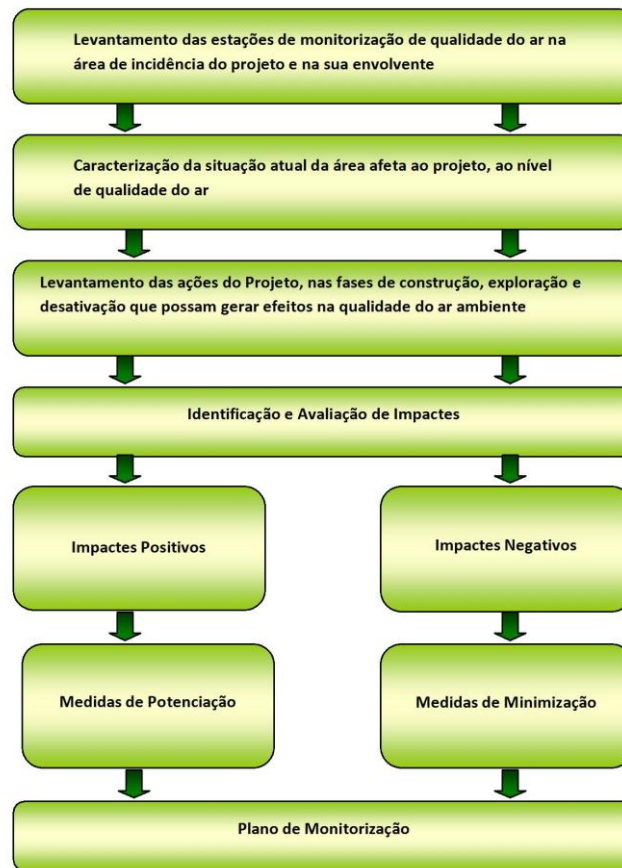 Levantamento das estações de monitorização de qualidade do ar na
área de incidência do projeto e na sua envolvente
Caracterização da situação atual da área afeta ao projeto, ao nível
de qualidade do ar
Levantamento das ações do Projeto, nas fases de construção, exploração e
desativação que possam gerar efeitos na qualidade do ar ambiente
Identificação e Avaliação de Impactes
Impactes Positivos
Impactes Negativos
Medidas de Potenciação
Medidas de Minimização
Plano de Monitorização